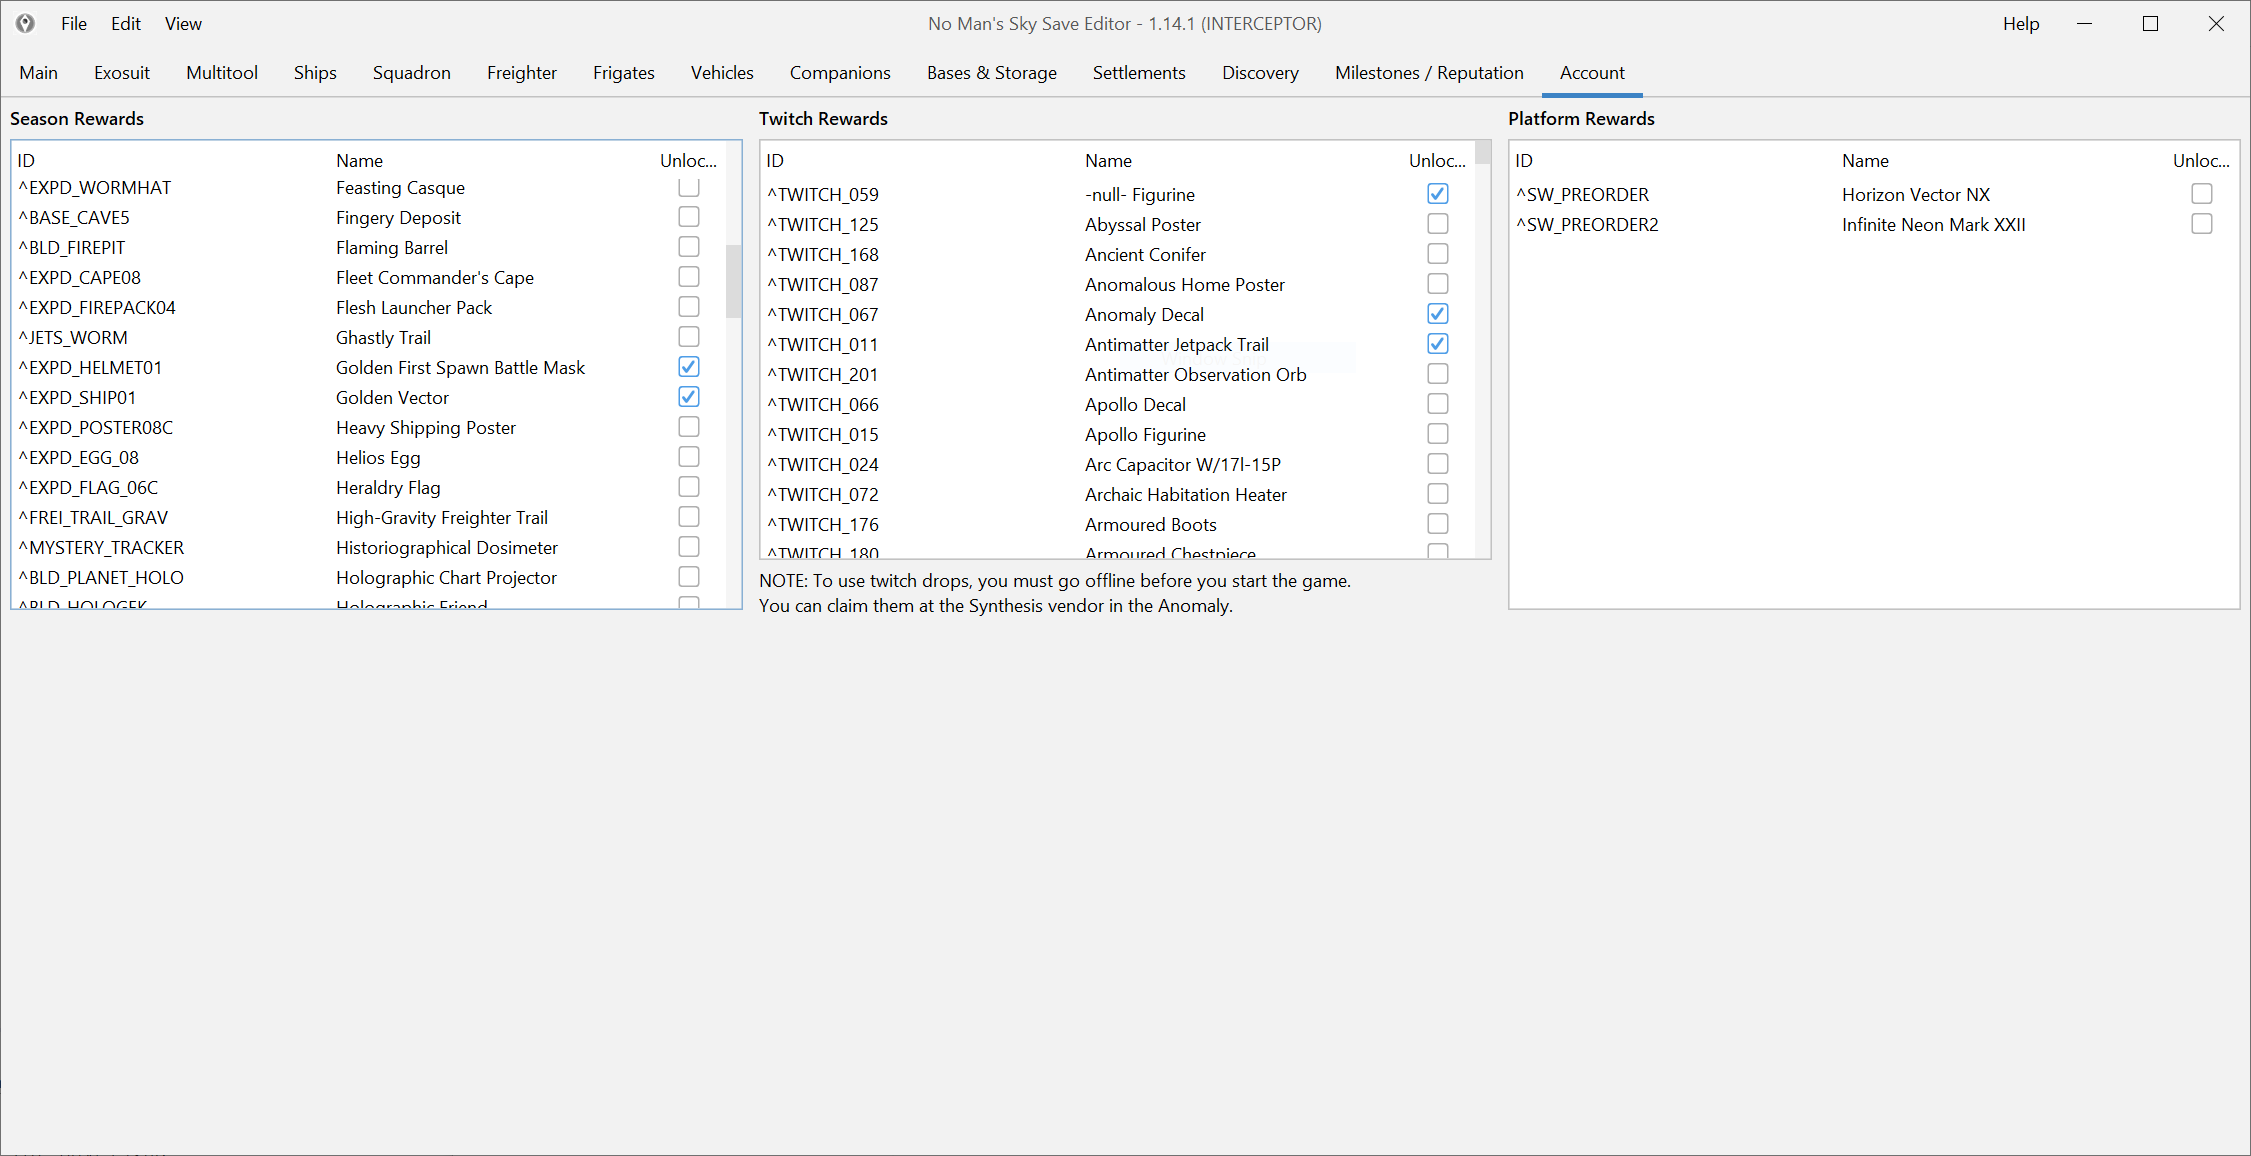 File Edit View No Man's Sky Save Editor - 1.14.1 (INTERCEPTOR) Help
Main Exosuit Multitool Ships Squadron Freighter Frigates Vehicles Companions Bases & Storage Settlements Discovery Milestones / Reputation Account
Season Rewards
ID Name Unloc...
^EXPD_WORMHAT Feasting Casque
^BASE_CAVE5 Fingery Deposit
^BLD_FIREPIT Flaming Barrel
^EXPD_CAPE08 Fleet Commander's Cape
^EXPD_FIREPACK04 Flesh Launcher Pack
^JETS_WORM Ghastly Trail
^EXPD_HELMET01 Golden First Spawn Battle Mask
^EXPD_SHIP01 Golden Vector
^EXPD_POSTER08C Heavy Shipping Poster
^EXPD_EGG_08 Helios Egg
^EXPD_FLAG_06C Heraldry Flag
^FREI_TRAIL_GRAV High-Gravity Freighter Trail
^MYSTERY_TRACKER Historiographical Dosimeter
^BLD_PLANET_HOLO Holographic Chart Projector
^BLD_HOLOGEK Holographic Friend
Twitch Rewards
ID Name Unloc...
^TWITCH_059 -null- Figurine
^TWITCH_125 Abyssal Poster
^TWITCH_168 Ancient Conifer
^TWITCH_087 Anomalous Home Poster
^TWITCH_067 Anomaly Decal
^TWITCH_011 Antimatter Jetpack Trail
^TWITCH_201 Antimatter Observation Orb
^TWITCH_066 Apollo Decal
^TWITCH_015 Apollo Figurine
^TWITCH_024 Arc Capacitor W/17l-15P
^TWITCH_072 Archaic Habitation Heater
^TWITCH_176 Armoured Boots
^TWITCH_180 Armoured Chestpiece
NOTE: To use twitch drops, you must go offline before you start the game.
You can claim them at the Synthesis vendor in the Anomaly.
Platform Rewards
ID Name Unloc...
^SW_PREORDER Horizon Vector NX
^SW_PREORDER2 Infinite Neon Mark XXII